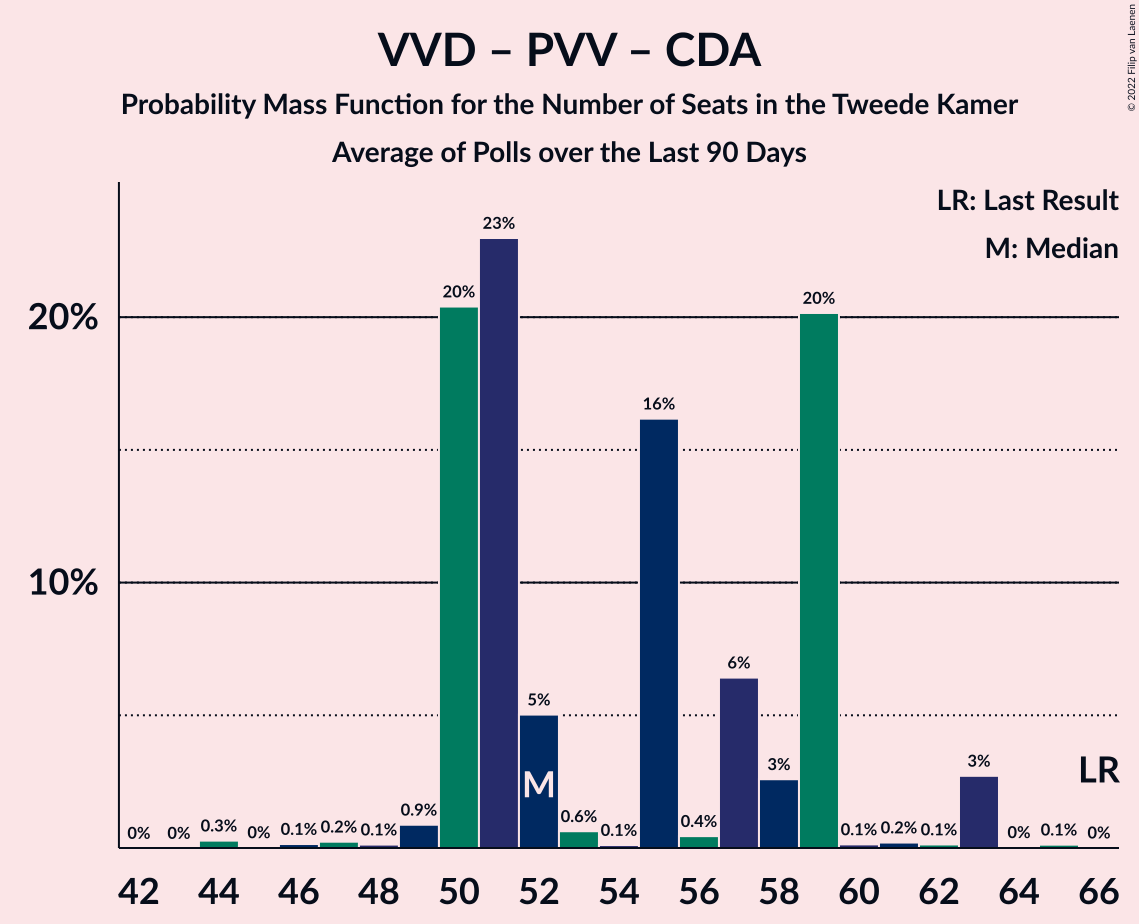 VVD – PVV – CDA
Probability Mass Function for the Number of Seats in the Tweede Kamer
Average of Polls over the Last 90 Days
© 2022 Filip van Laenen
LR: Last Result
M: Median
20%
10%
0% 0% 0.3% 0% 0.1% 0.2% 0.1% 0.9% 20% 23% 5% 0.6% 0.1% 16% 0.4% 6% 3% 20% 0.1% 0.2% 0.1% 3% 0% 0.1% 0%
M
LR
42 44 46 48 50 52 54 56 58 60 62 64 66